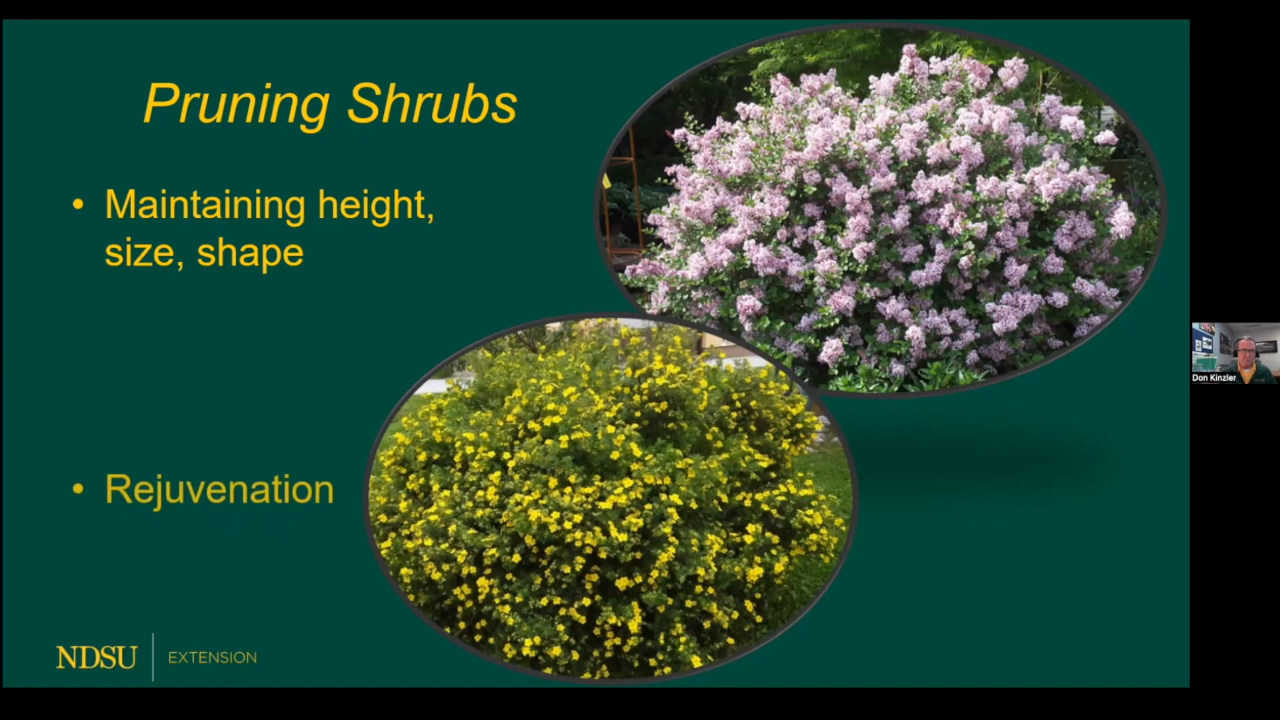 Pruning Shrubs
• Maintaining height,
size, shape
• Rejuvenation
NDSU | EXTENSION
Don Kinzler